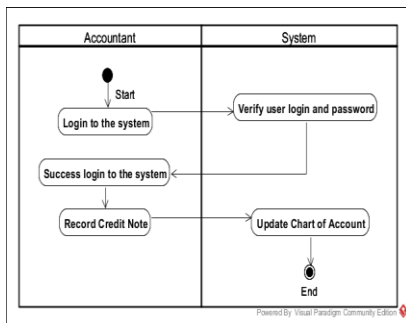 Accountant
System
Start
Login to the system
Verify user login and password
Success login to the system
Record Credit Note
Update Chart of Account
End
Powered By Visual Paradigm Community Edition